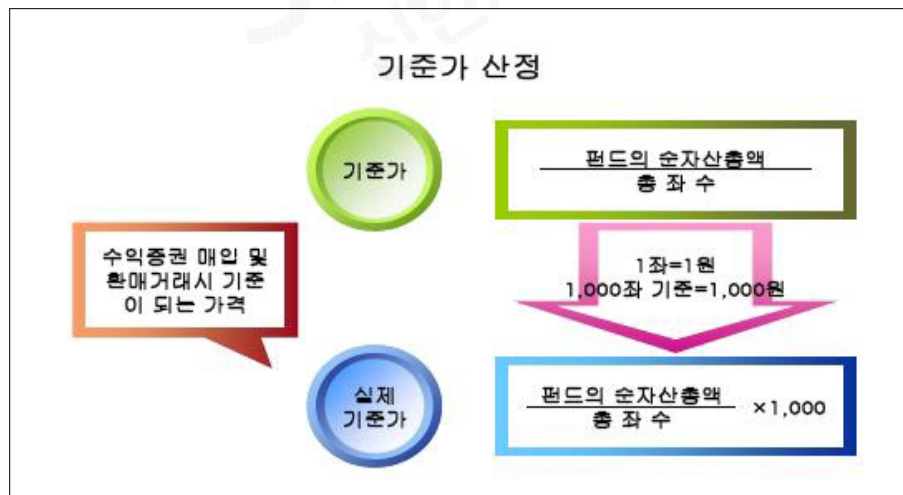 기준가 산정
기준가
펀드의 순자산총액
총 좌 수
수익증권 매입 및
환매거래시 기준
이 되는 가격
1좌=1원
1,000좌 기준=1,000원
실제
기준가
펀드의 순자산총액
총 좌 수
×1,000